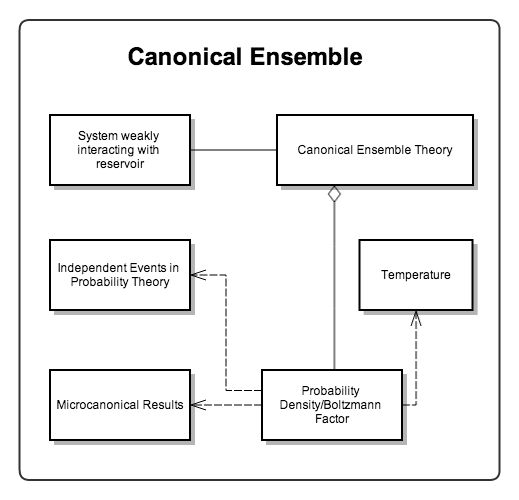 Canonical Ensemble
System weakly
interacting with
reservoir
Canonical Ensemble Theory
Independent Events in
Probability Theory
Temperature
Microcanonical Results
Probability
Density/Boltzmann
Factor